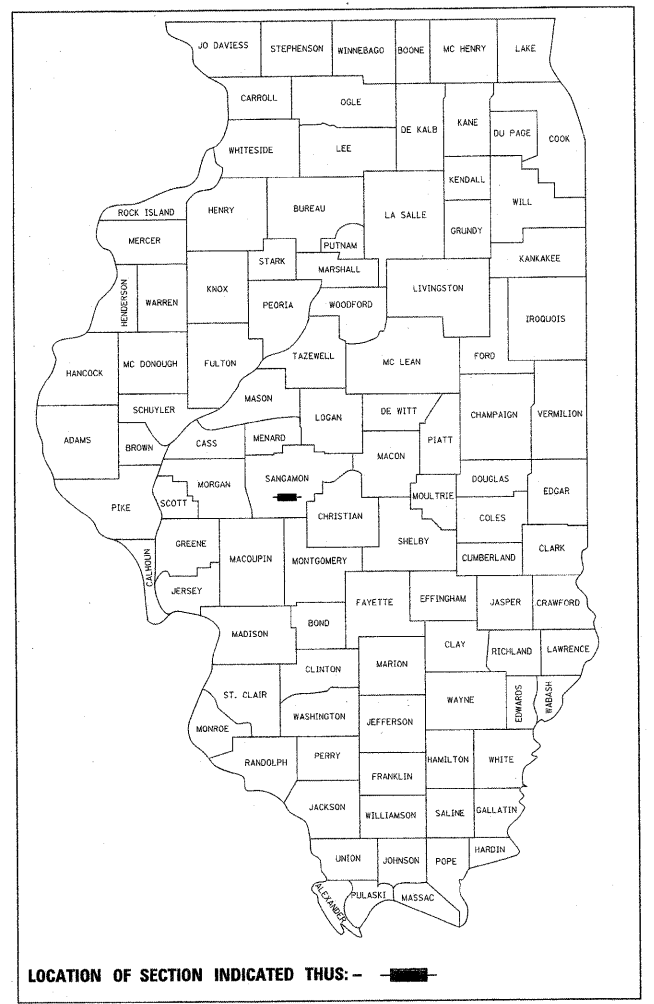 JO DAVIESS
STEPHENSON
WINNEBAGO
BOONE
MC HENRY
LAKE
CARROLL
OGLE
DE KALB
KANE
DU PAGE
COOK
WHITESIDE
LEE
KENDALL
WILL
ROCK ISLAND
HENRY
BUREAU
LA SALLE
GRUNDY
MERCER
PUTNAM
STARK
MARSHALL
KANKAKEE
HENDERSON
WARREN
KNOX
PEORIA
WOODFORD
LIVINGSTON
IROQUOIS
HANCOCK
MC DONOUGH
FULTON
TAZEWELL
MC LEAN
FORD
MASON
SCHUYLER
LOGAN
DE WITT
CHAMPAIGN
VERMILION
ADAMS
BROWN
CASS
MENARD
MACON
PIATT
PIKE
SCOTT
MORGAN
SANGAMON
CHRISTIAN
MOULTRIE
DOUGLAS
EDGAR
COLES
CALHOUN
GREENE
MACOUPIN
MONTGOMERY
SHELBY
CUMBERLAND
CLARK
JERSEY
FAYETTE
EFFINGHAM
JASPER
CRAWFORD
MADISON
BOND
CLAY
RICHLAND
LAWRENCE
CLINTON
MARION
ST. CLAIR
WAYNE
EDWARDS
WABASH
MONROE
WASHINGTON
JEFFERSON
RANDOLPH
PERRY
HAMILTON
WHITE
FRANKLIN
JACKSON
WILLIAMSON
SALINE
GALLATIN
UNION
JOHNSON
POPE
HARDIN
ALEXANDER
PULASKI
MASSAC
LOCATION OF SECTION INDICATED THUS: –